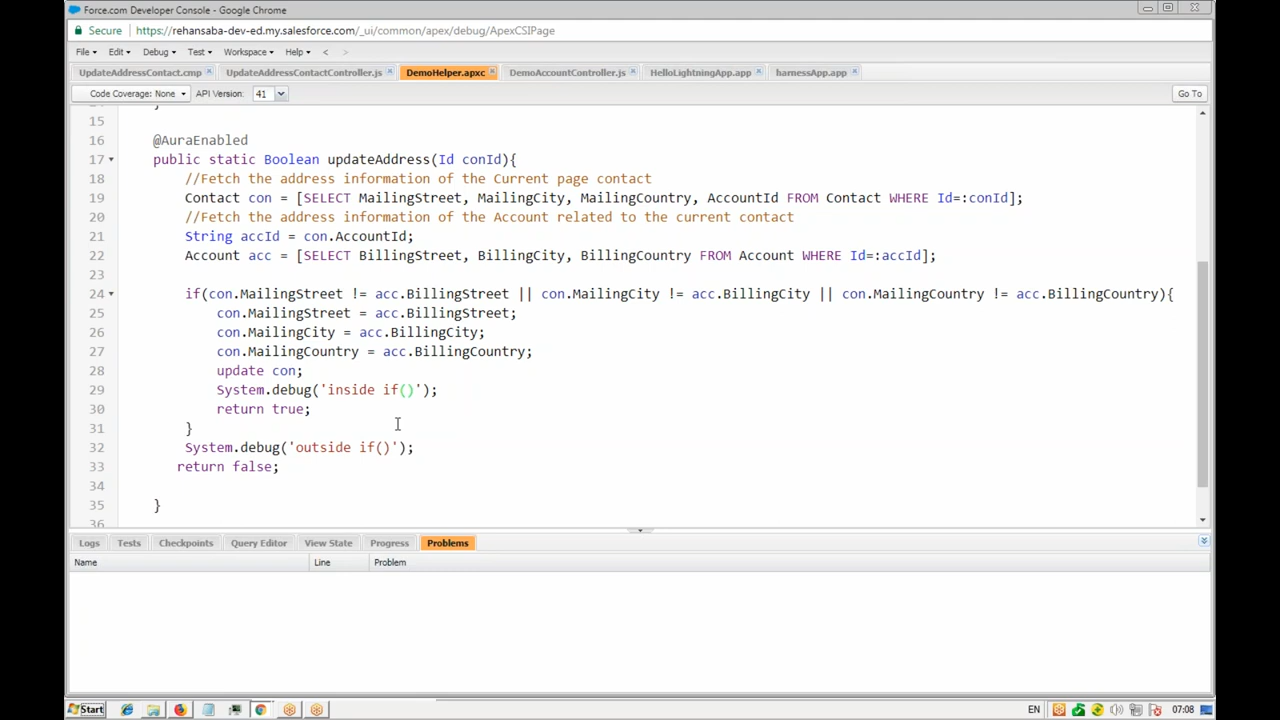 Force.com Developer Console - Google Chrome
Secure https://rehansaba-dev-ed.my.salesforce.com/_ui/common/apex/debug/ApexCSIPage
File Edit Debug Test Workspace Help < >
UpdateAddressContact.cmp UpdateAddressContactController.js DemoHelper.apxc DemoAccountController.js HelloLightningApp.app harnessApp.app
Code Coverage: None API Version: 41 Go To
15
16 @AuraEnabled
17 public static Boolean updateAddress(Id conId){
18 //Fetch the address information of the Current page contact
19 Contact con = [SELECT MailingStreet, MailingCity, MailingCountry, AccountId FROM Contact WHERE Id=:conId];
20 //Fetch the address information of the Account related to the current contact
21 String accId = con.AccountId;
22 Account acc = [SELECT BillingStreet, BillingCity, BillingCountry FROM Account WHERE Id=:accId];
23
24 if(con.MailingStreet != acc.BillingStreet || con.MailingCity != acc.BillingCity || con.MailingCountry != acc.BillingCountry){
25 con.MailingStreet = acc.BillingStreet;
26 con.MailingCity = acc.BillingCity;
27 con.MailingCountry = acc.BillingCountry;
28 update con;
29 System.debug('inside if()');
30 return true;
31 }
32 System.debug('outside if()');
33 return false;
34
35 }
36
Logs Tests Checkpoints Query Editor View State Progress Problems
Name Line Problem
Start EN 07:08